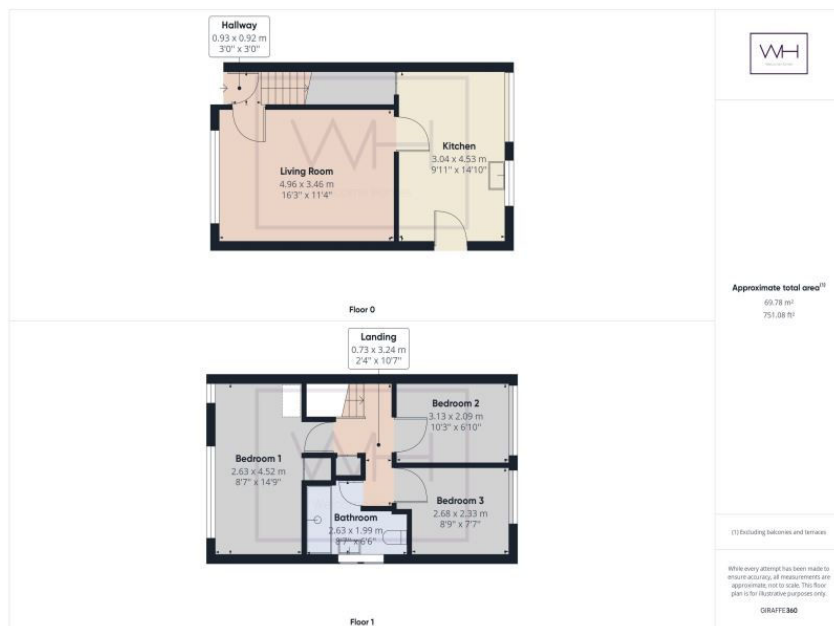 Hallway
0.93 x 0.92 m
3'0" x 3'0"
Living Room
4.96 x 3.46 m
16'3" x 11'4"
Kitchen
3.04 x 4.53 m
9'11" x 14'10"
Floor 0
Landing
0.73 x 3.24 m
2'4" x 10'7"
Bedroom 1
2.63 x 4.52 m
8'7" x 14'9"
Bedroom 2
3.13 x 2.09 m
10'3" x 6'10"
Bedroom 3
2.68 x 2.33 m
8'9" x 7'7"
Bathroom
2.63 x 1.99 m
8'7" x 6'6"
Floor 1
WH
Approximate total area(1)
69.78 m²
751.08 ft²
(1) Excluding balconies and terraces
While every attempt has been made to
ensure accuracy, all measurements are
approximate, not to scale. This floor
plan is for illustrative purposes only.
GIRAFFE360